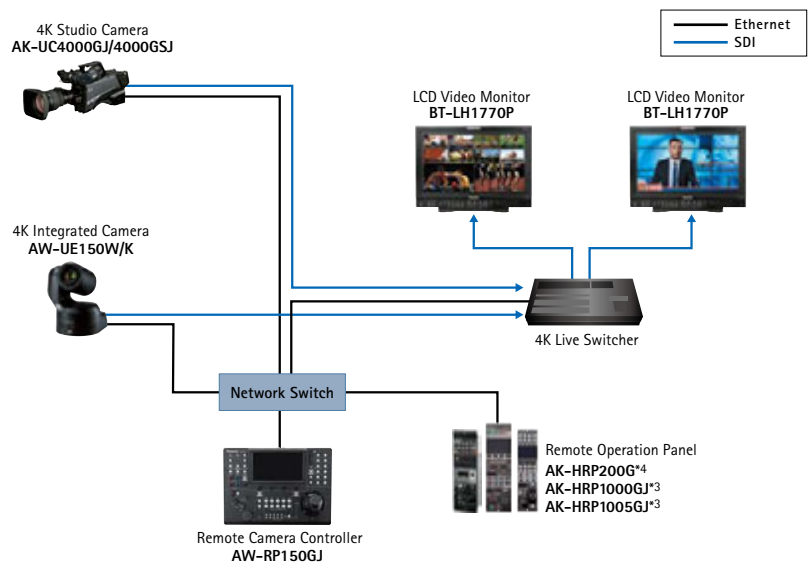 4K Studio Camera
AK-UC4000GJ/4000GSJ
Ethernet
SDI
LCD Video Monitor
BT-LH1770P
LCD Video Monitor
BT-LH1770P
4K Integrated Camera
AW-UE150W/K
4K Live Switcher
Network Switch
Remote Operation Panel
AK-HRP200G*4
AK-HRP1000GJ*3
AK-HRP1005GJ*3
Remote Camera Controller
AW-RP150GJ